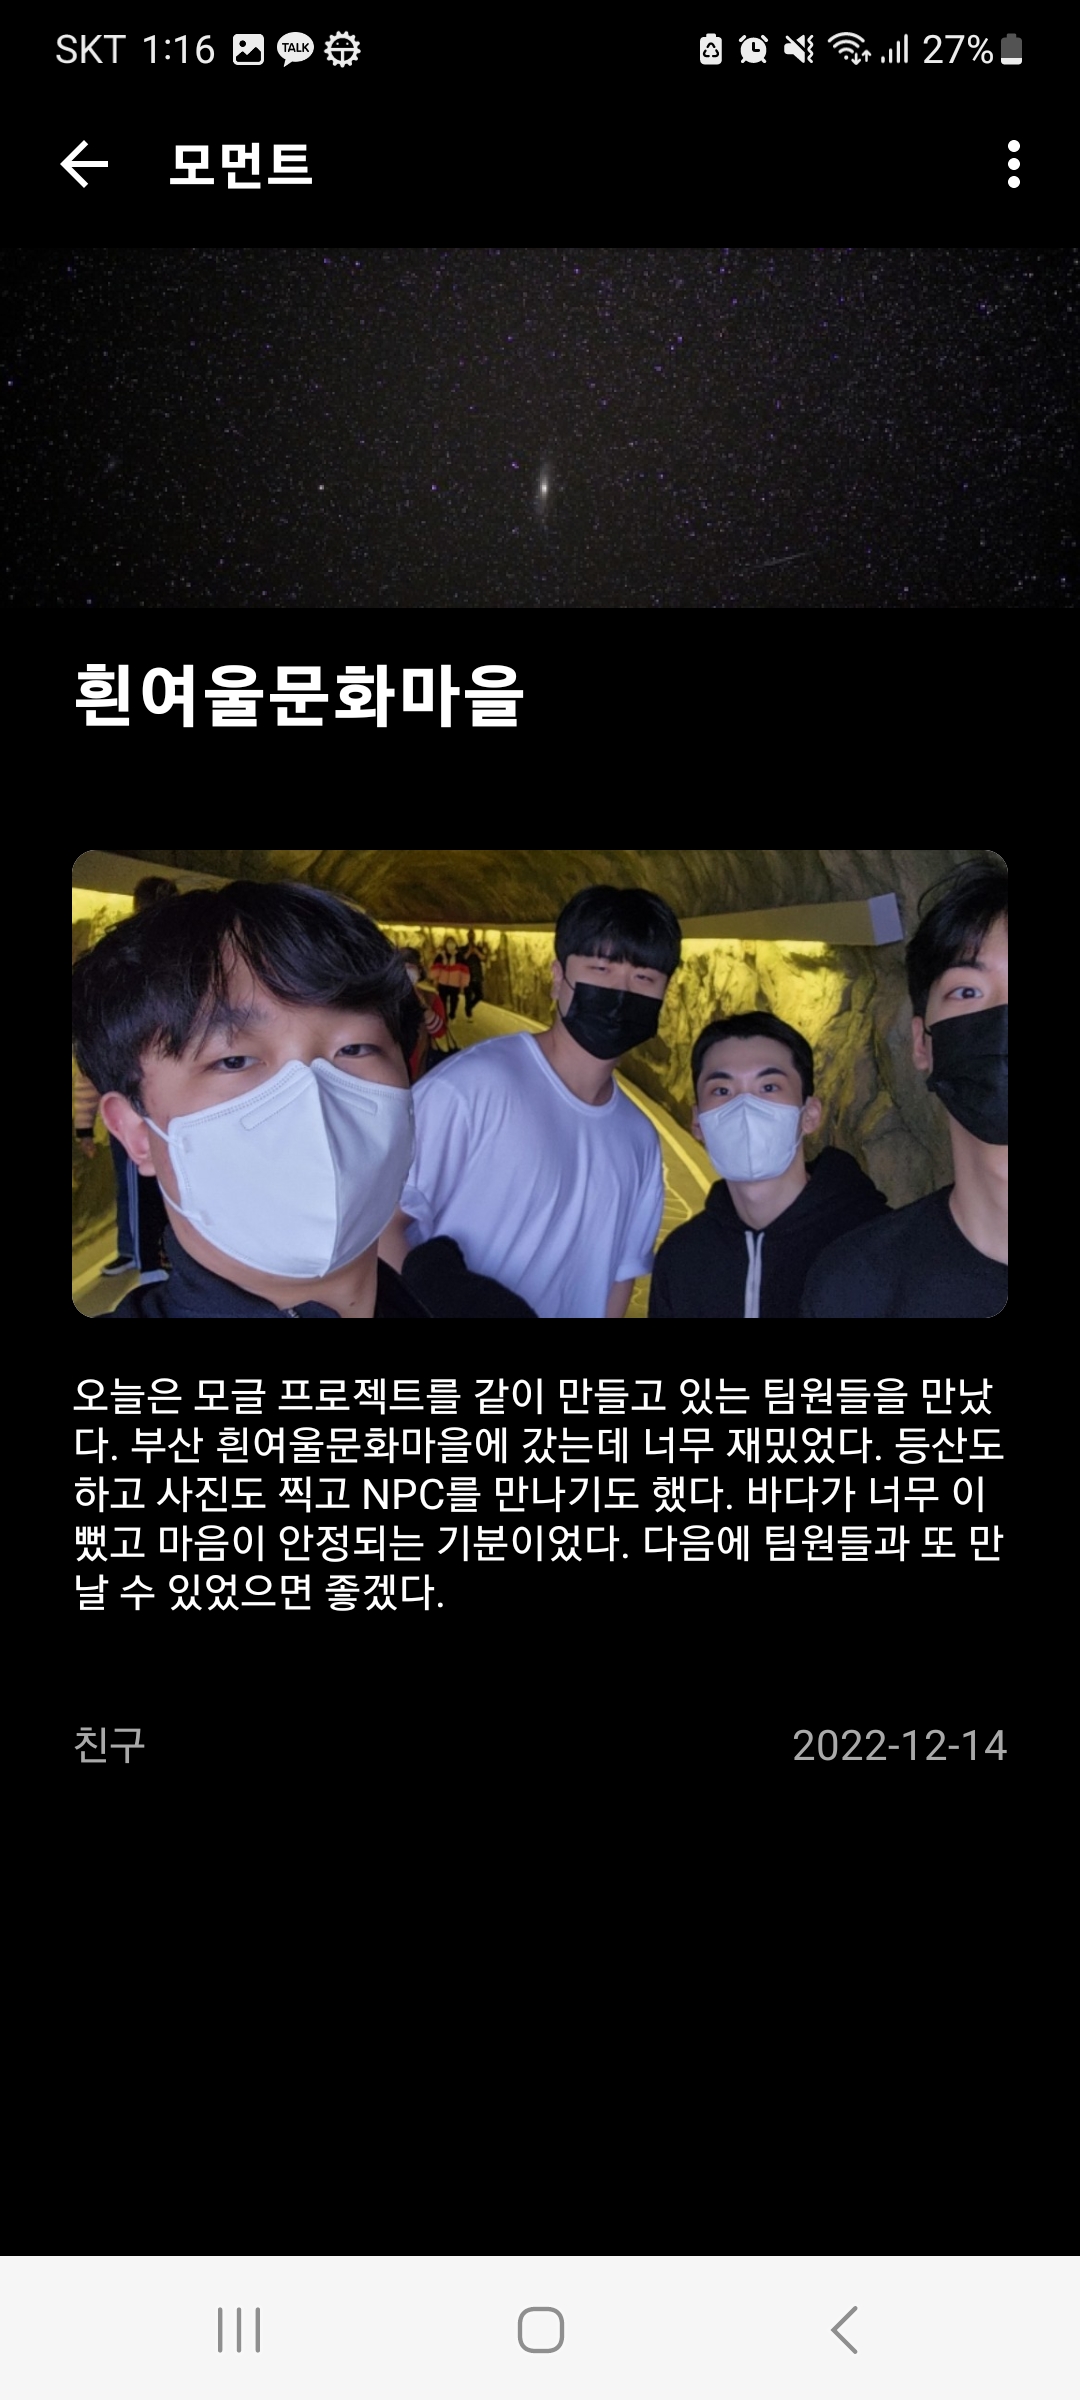 SKT 1:16 TALK 27%
모먼트
흰여울문화마을
오늘은 모글 프로젝트를 같이 만들고 있는 팀원들을 만났
다. 부산 흰여울문화마을에 갔는데 너무 재밌었다. 등산도
하고 사진도 찍고 NPC를 만나기도 했다. 바다가 너무 이
뻤고 마음이 안정되는 기분이었다. 다음에 팀원들과 또 만
날 수 있었으면 좋겠다.
친구 2022-12-14